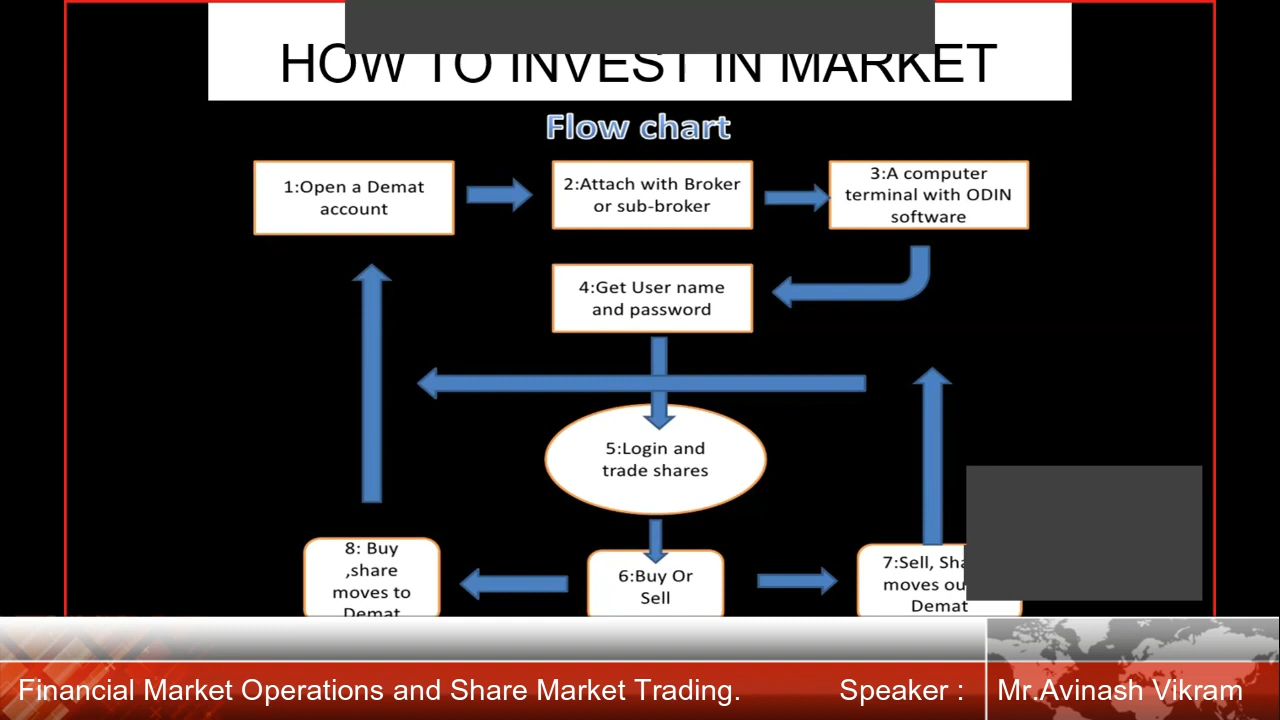 HOW TO INVEST IN MARKET
Flow chart
1:Open a Demat
account
2:Attach with Broker
or sub-broker
3:A computer
terminal with ODIN
software
4:Get User name
and password
5:Login and
trade shares
8: Buy
,share
moves to
Demat
6:Buy Or
Sell
7:Sell,
moves
Demat
Financial Market Operations and Share Market Trading. Speaker : Mr.Avinash Vikram